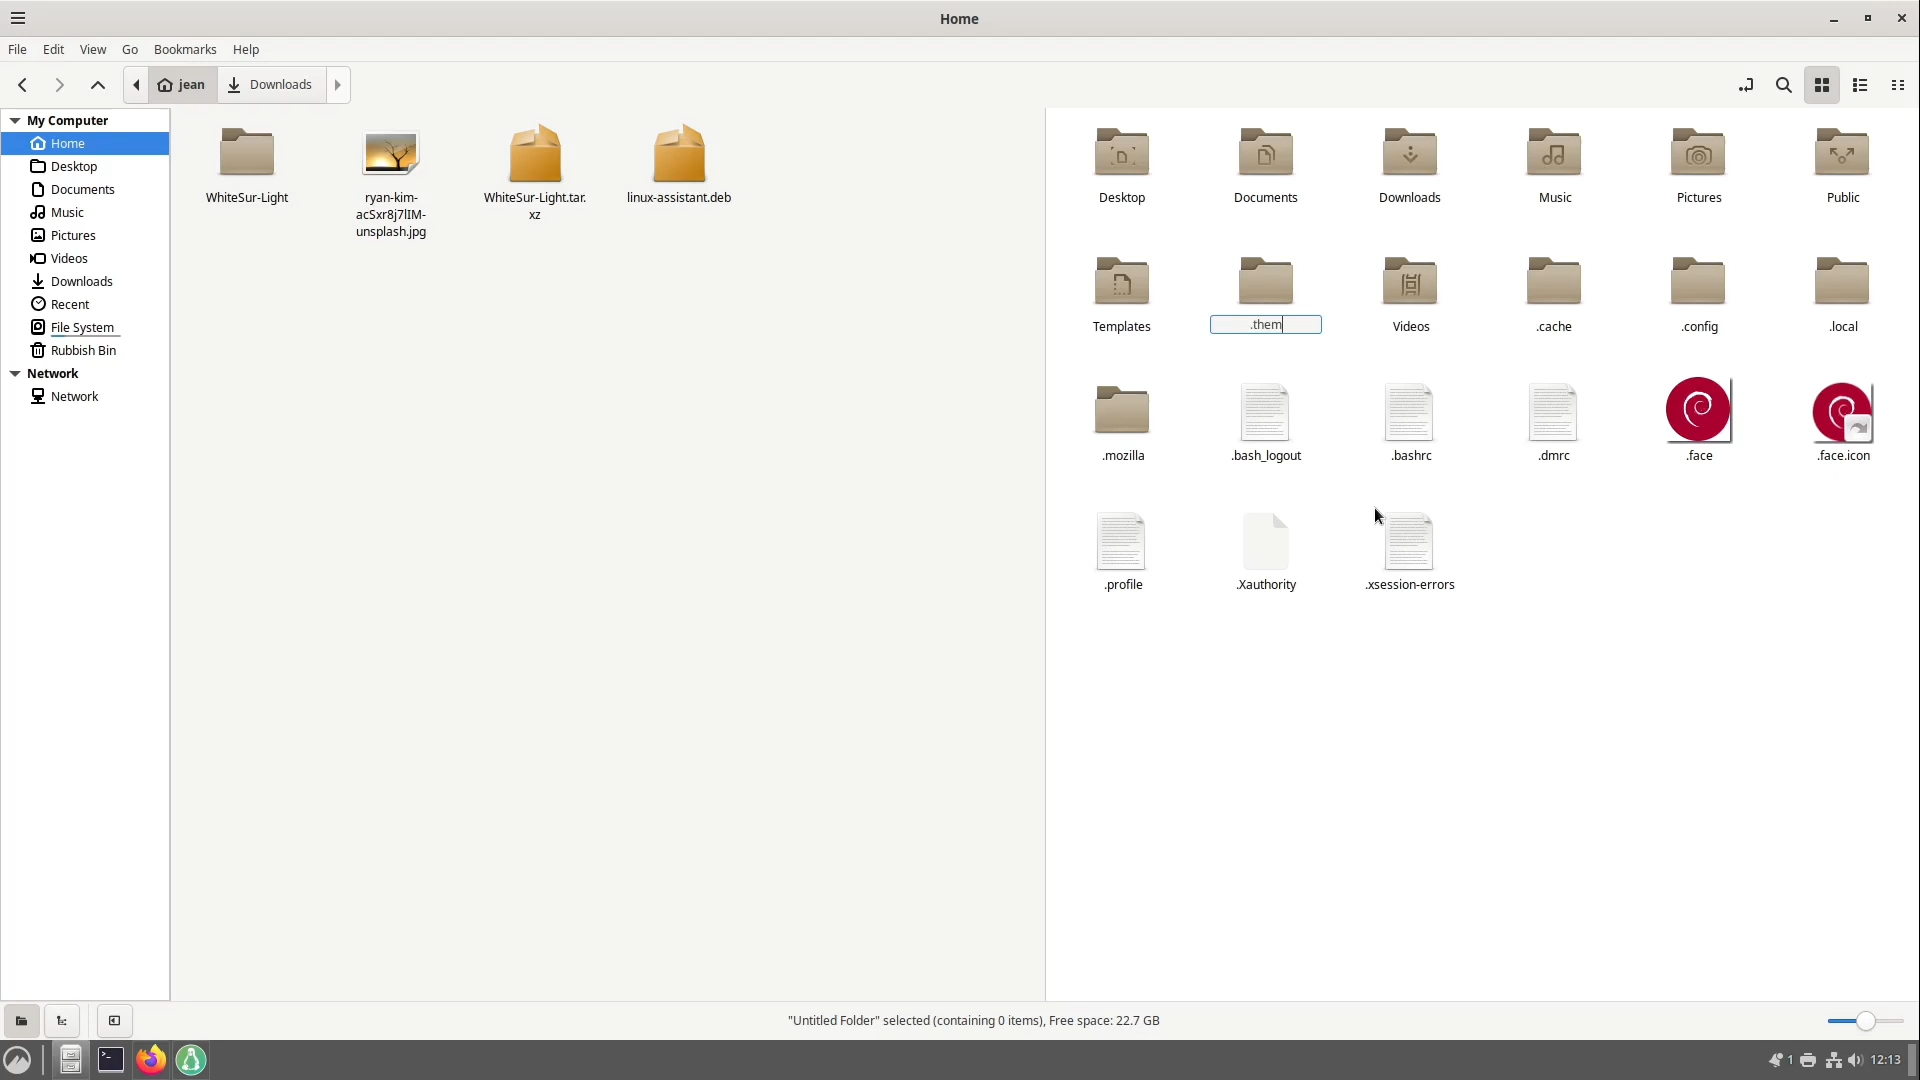 Home
File Edit View Go Bookmarks Help
jean Downloads
My Computer
Home
Desktop
Documents
Music
Pictures
Videos
Downloads
Recent
File System
Rubbish Bin
Network
Network
WhiteSur-Light
ryan-kim-
acSxr8j7lIM-
unsplash.jpg
WhiteSur-Light.tar.
xz
linux-assistant.deb
Desktop Documents Downloads Music Pictures Public
Templates .them Videos .cache .config .local
.mozilla .bash_logout .bashrc .dmrc .face .face.icon
.profile .Xauthority .xsession-errors
"Untitled Folder" selected (containing 0 items), Free space: 22.7 GB
1 12:13